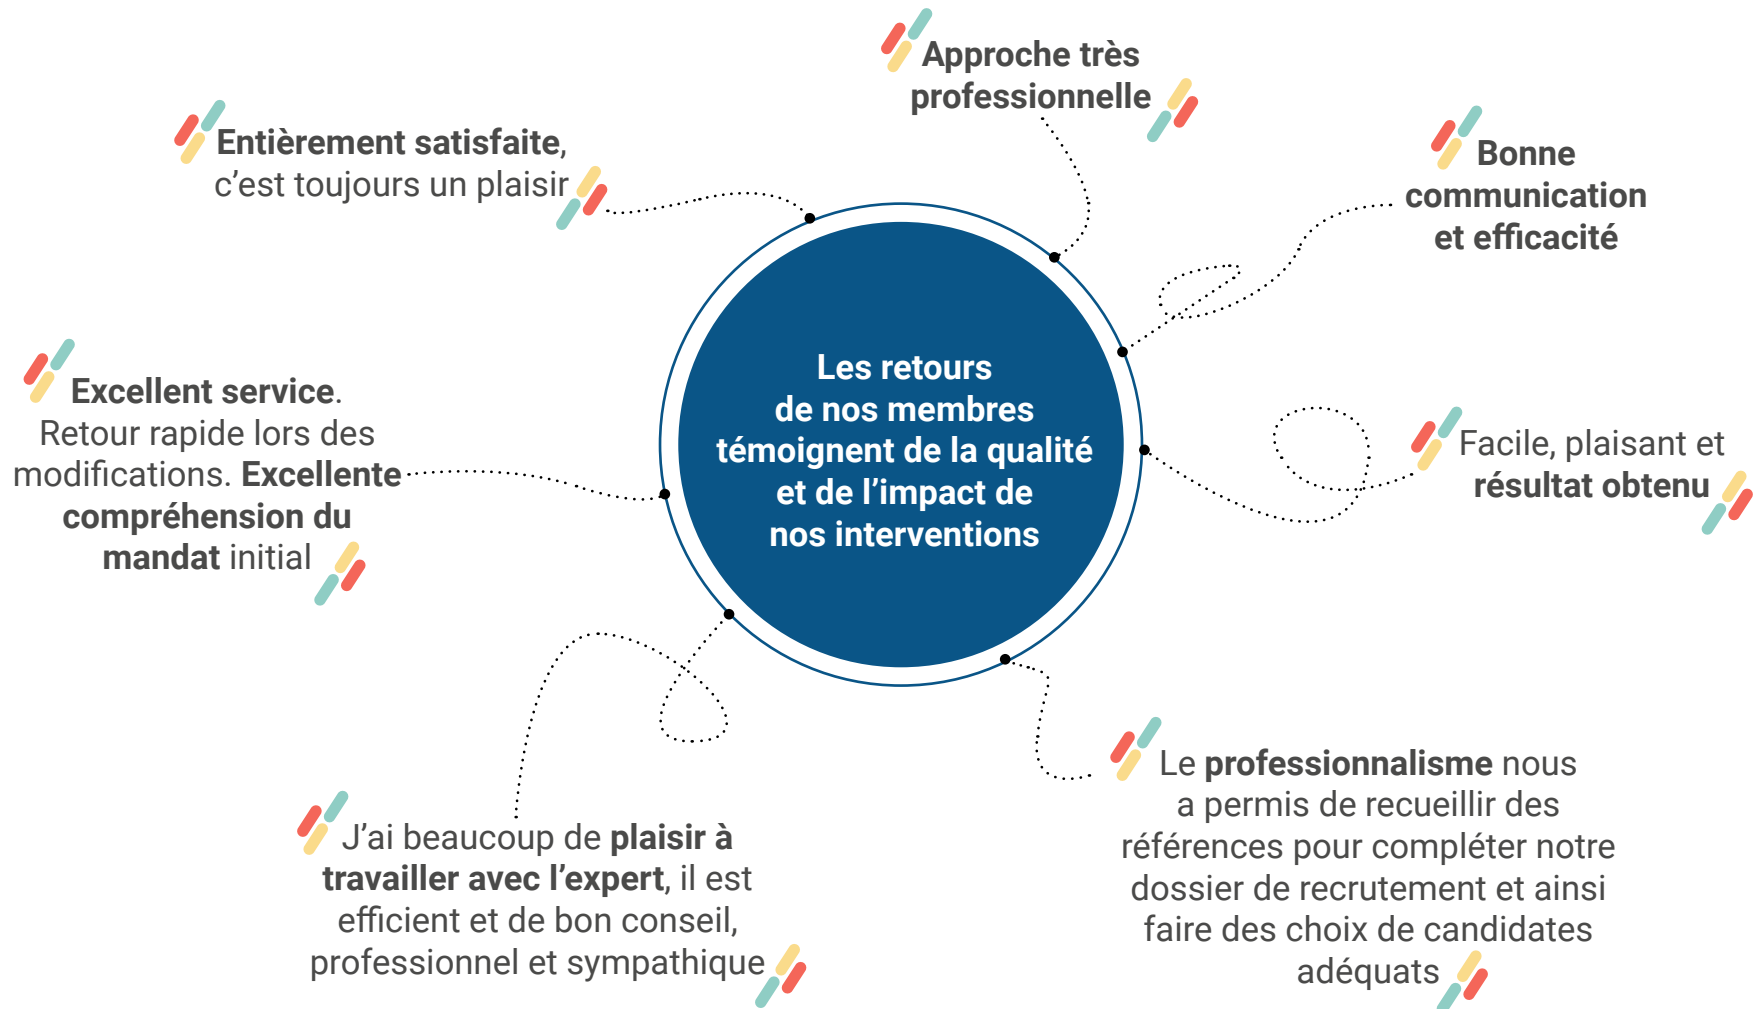 Approche très
professionnelle
Entièrement satisfaite,
c'est toujours un plaisir
Bonne
communication
et efficacité
Excellent service.
Retour rapide lors des
modifications. Excellente
compréhension du
mandat initial
Les retours
de nos membres
témoignent de la qualité
et de l'impact de
nos interventions
Facile, plaisant et
résultat obtenu
J'ai beaucoup de plaisir à
travailler avec l'expert, il est
efficient et de bon conseil,
professionnel et sympathique
Le professionnalisme nous
a permis de recueillir des
références pour compléter notre
dossier de recrutement et ainsi
faire des choix de candidates
adéquats